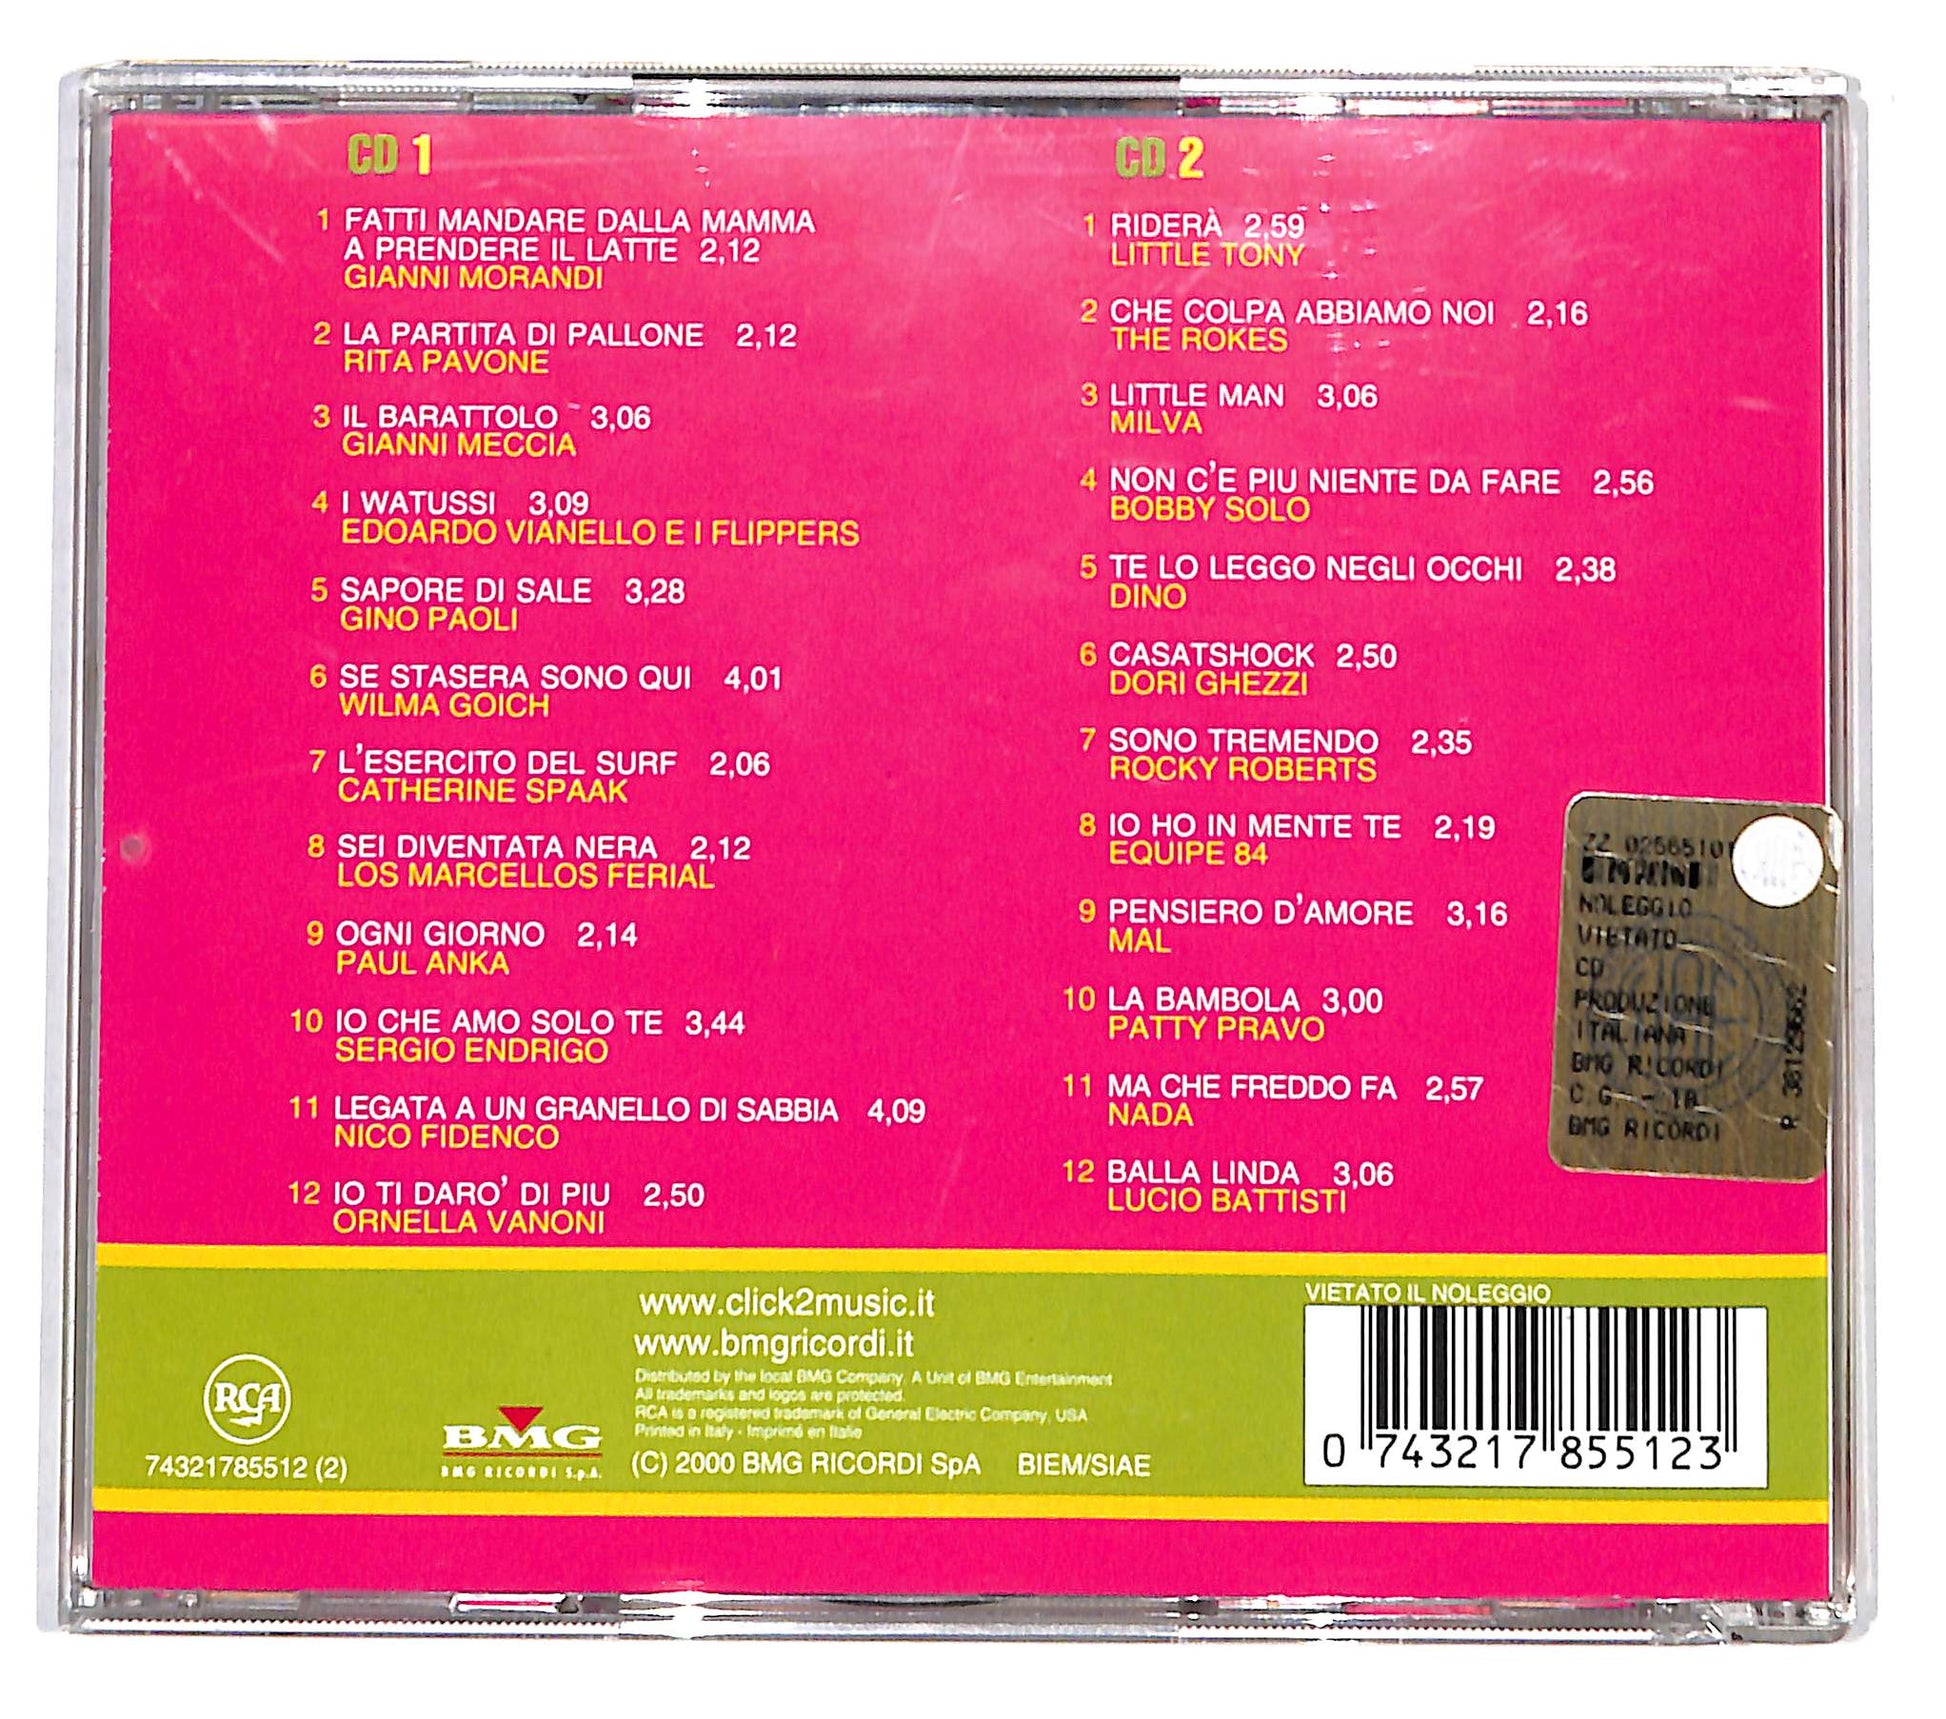 CD 1
1 FATTI MANDARE DALLA MAMMA
A PRENDERE IL LATTE 2,12
GIANNI MORANDI
2 LA PARTITA DI PALLONE 2,12
RITA PAVONE
3 IL BARATTOLO 3,06
GIANNI MECCIA
4 I WATUSSI 3,09
EDOARDO VIANELLO E I FLIPPERS
5 SAPORE DI SALE 3,28
GINO PAOLI
6 SE STASERA SONO QUI 4,01
WILMA GOICH
7 L'ESERCITO DEL SURF 2,06
CATHERINE SPAAK
8 SEI DIVENTATA NERA 2,12
LOS MARCELLOS FERIAL
9 OGNI GIORNO 2,14
PAUL ANKA
10 IO CHE AMO SOLO TE 3,44
SERGIO ENDRIGO
11 LEGATA A UN GRANELLO DI SABBIA 4,09
NICO FIDENCO
12 IO TI DARO' DI PIU 2,50
ORNELLA VANONI
CD 2
1 RIDERÀ 2,59
LITTLE TONY
2 CHE COLPA ABBIAMO NOI 2,16
THE ROKES
3 LITTLE MAN 3,06
MILVA
4 NON C'E PIU NIENTE DA FARE 2,56
BOBBY SOLO
5 TE LO LEGGO NEGLI OCCHI 2,38
DINO
6 CASATSHOCK 2,50
DORI GHEZZI
7 SONO TREMENDO 2,35
ROCKY ROBERTS
8 IO HO IN MENTE TE 2,19
EQUIPE 84
9 PENSIERO D'AMORE 3,16
MAL
10 LA BAMBOLA 3,00
PATTY PRAVO
11 MA CHE FREDDO FA 2,57
NADA
12 BALLA LINDA 3,06
LUCIO BATTISTI
NOLEGGIO
VIETATO
CD
PRODUZIONE
ITALIANA
BMG RICORDI
BMG RICORDI
RCA
74321785512 (2)
BMG
BMG RICORDI S.p.A.
www.click2music.it
www.bmgricordi.it
Distributed by the local BMG Company. A Unit of BMG Entertainment
All trademarks and logos are protected.
RCA is a registered trademark of General Electric Company, USA
Printed in Italy - Imprimé en Italie
(C) 2000 BMG RICORDI SpA BIEM/SIAE
VIETATO IL NOLEGGIO
0 743217 855123